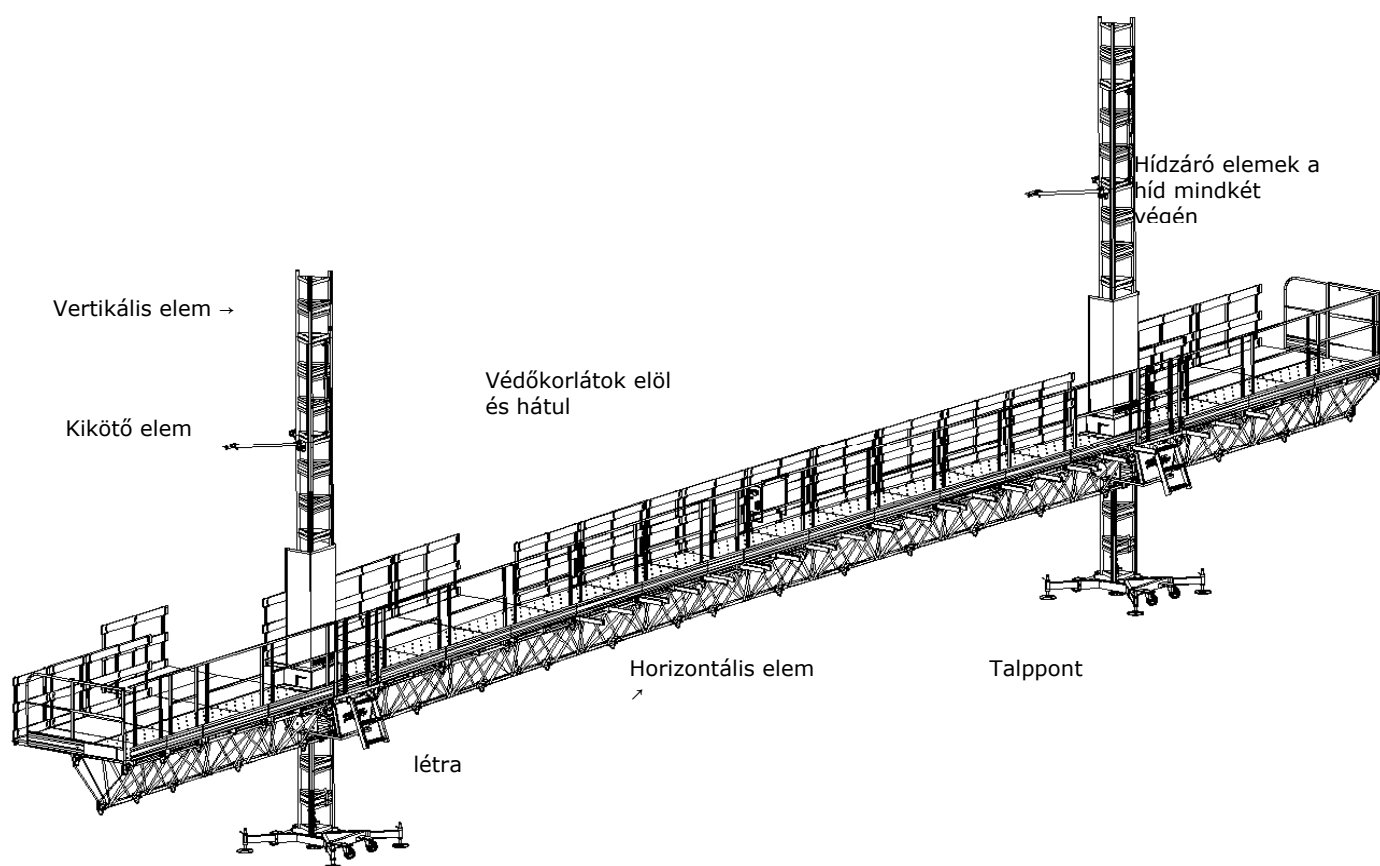 Hídzáró elemek a
híd mindkét
végén
Vertikális elem →
Védőkorlátok elöl
és hátul
Kikötő elem
Horizontális elem
↗
Talppont
létra